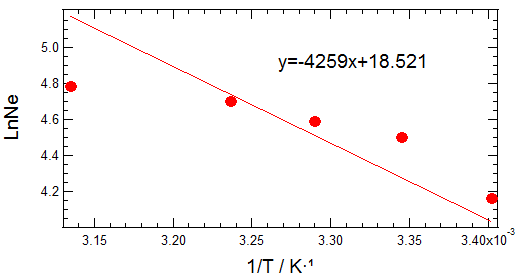 y=-4259x+18.521
LnNe
5.0
4.8
4.6
4.4
4.2
3.15
3.20
3.25
3.30
3.35
3.40x10⁻³
1/T / K·¹